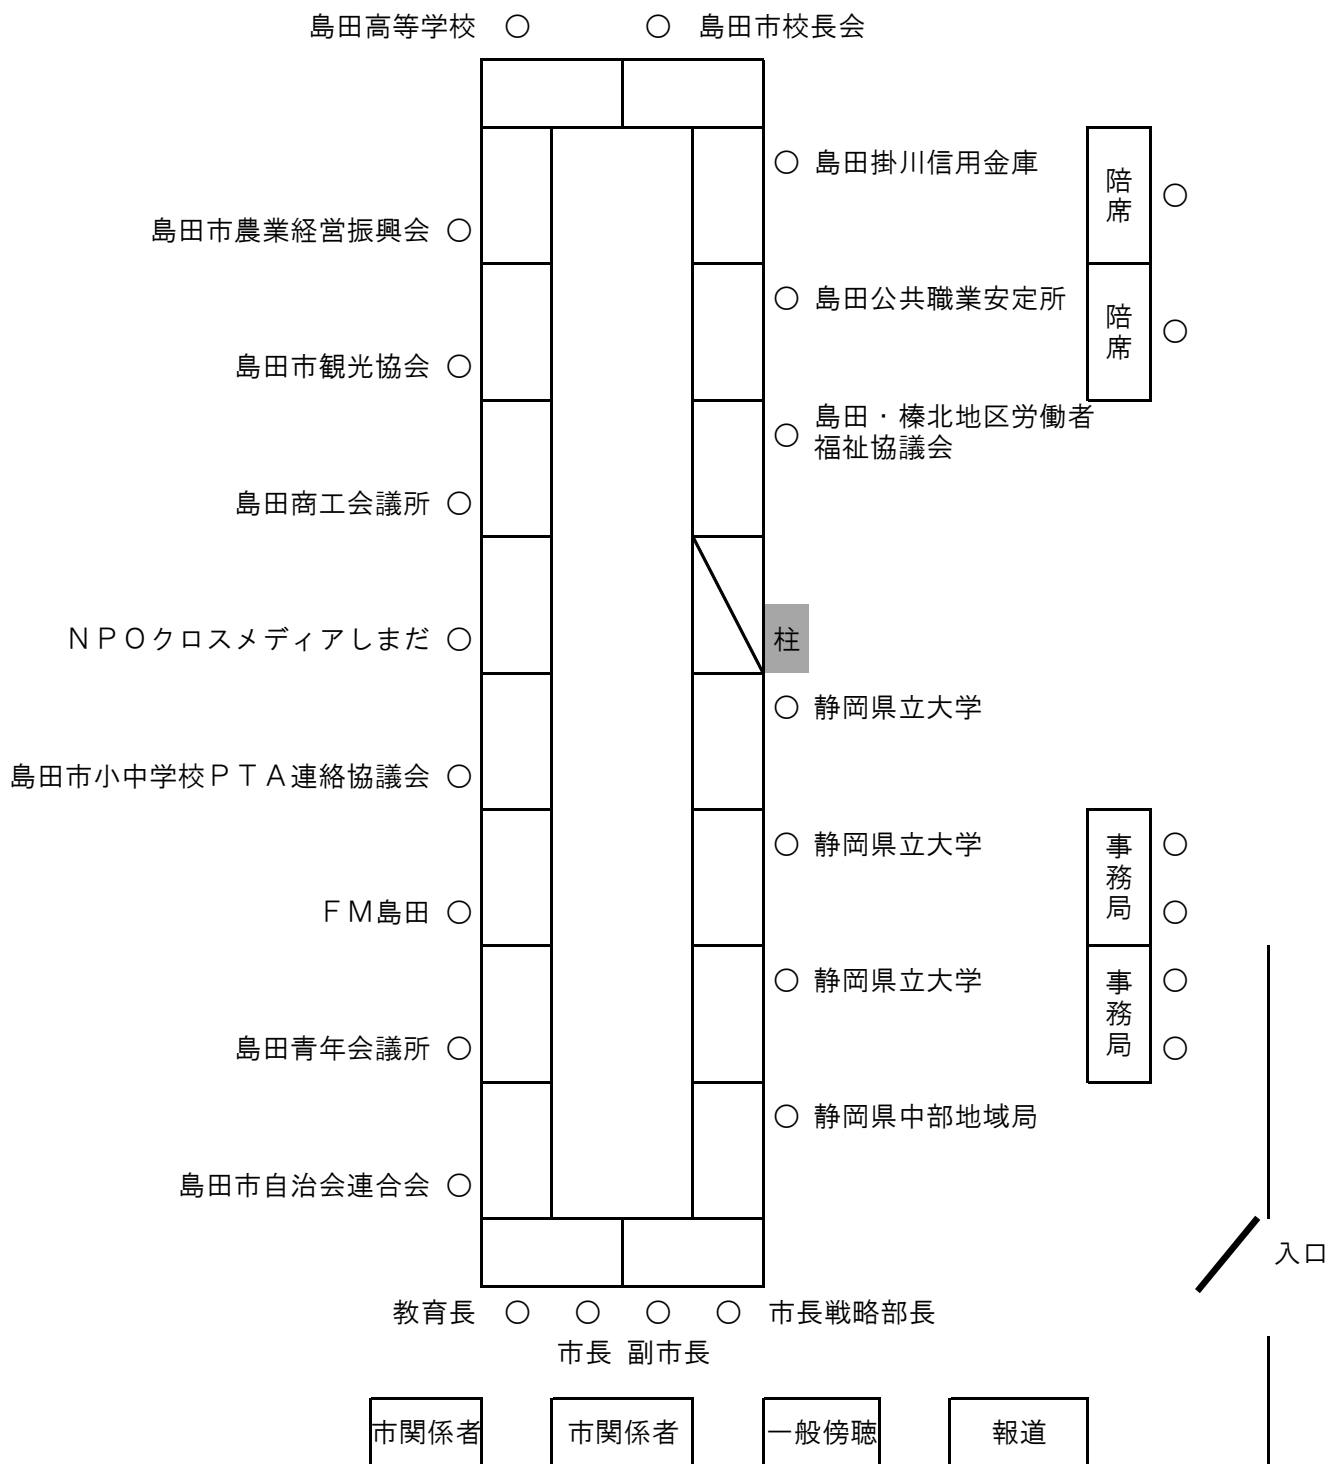 島田高等学校 ○ ○ 島田市校長会
○ 島田掛川信用金庫
陪席 ○
島田市農業経営振興会 ○
○ 島田公共職業安定所
陪席 ○
島田市観光協会 ○
○ 島田・榛北地区労働者
福祉協議会
島田商工会議所 ○
NPOクロスメディアしまだ ○
柱
○ 静岡県立大学
島田市小中学校PTA連絡協議会 ○
○ 静岡県立大学
事務局 ○ ○
FM島田 ○
○ 静岡県立大学
事務局 ○ ○
島田青年会議所 ○
○ 静岡県中部地域局
島田市自治会連合会 ○
入口
教育長 ○ ○ ○ ○ 市長戦略部長
市長 副市長
市関係者 市関係者 一般傍聴 報道